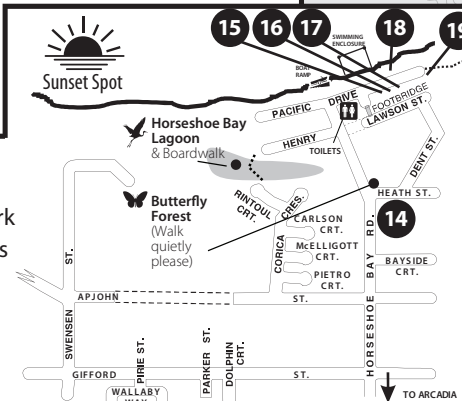 15
16
17
18
19
SWIMMING
ENCLOSURE
BOAT
RAMP
Sunset Spot
PACIFIC DRIVE
FOOTBRIDGE
LAWSON ST.
HENRY
TOILETS
DENT ST.
Horseshoe Bay
Lagoon
& Boardwalk
HEATH ST.
14
Butterfly
Forest
(Walk
quietly
please)
RINTOUL
CRT.
CORICA CRES.
CARLSON
CRT.
McELLIGOTT
CRT.
PIETRO
CRT.
BAYSIDE
CRT.
HORSESHOE BAY RD.
rk
s
SWENSEN ST.
APJOHN ST.
PIRIE ST.
PARKER ST.
DOLPHIN
CRT.
GIFFORD ST.
WALLABY
WAY
TO ARCADIA